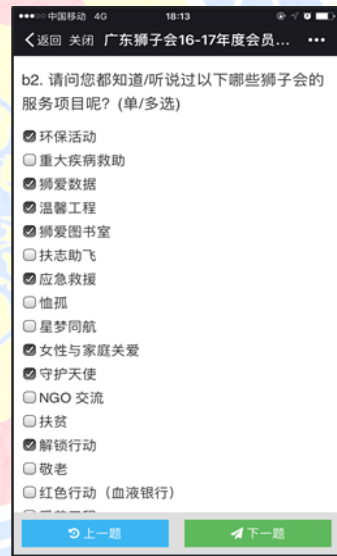 中国移动 4G 18:13
返回 关闭 广东狮子会16-17年度会员... •••
b2. 请问您都知道/听说过以下哪些狮子会的
服务项目呢？(单/多选)
环保活动
重大疾病救助
狮爱数据
温馨工程
狮爱图书室
扶志助飞
应急救援
恤孤
星梦同航
女性与家庭关爱
守护天使
NGO 交流
扶贫
解锁行动
敬老
红色行动（血液银行）
上一题 下一题